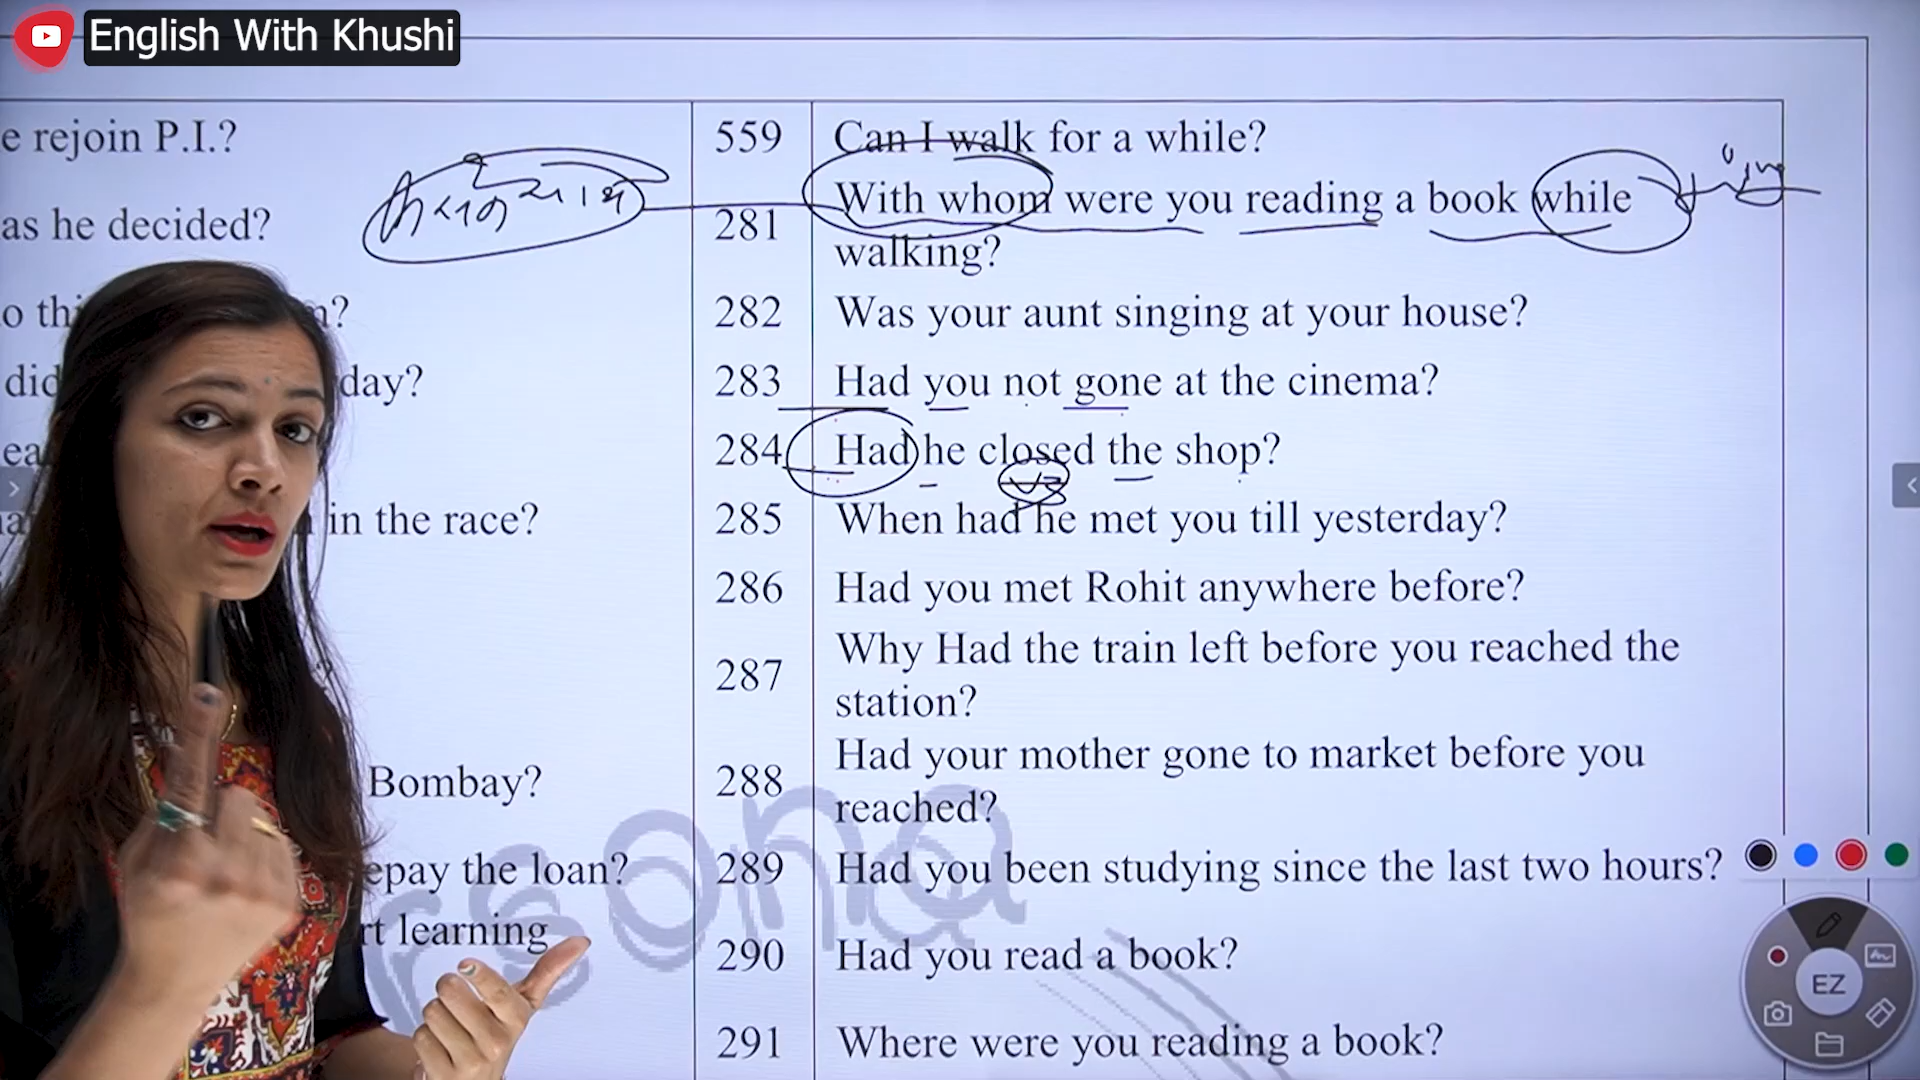 English With Khushi
e rejoin P.I.?
559 Can I walk for a while?
ing
as he decided?
281 With whom were you reading a book while
walking?
282 Was your aunt singing at your house?
day?
283 Had you not gone at the cinema?
284 Had he closed the shop?
V3
in the race?
285 When had he met you till yesterday?
286 Had you met Rohit anywhere before?
287 Why Had the train left before you reached the
station?
Bombay?
288 Had your mother gone to market before you
reached?
epay the loan?
289 Had you been studying since the last two hours?
rt learning
290 Had you read a book?
291 Where were you reading a book?
EZ